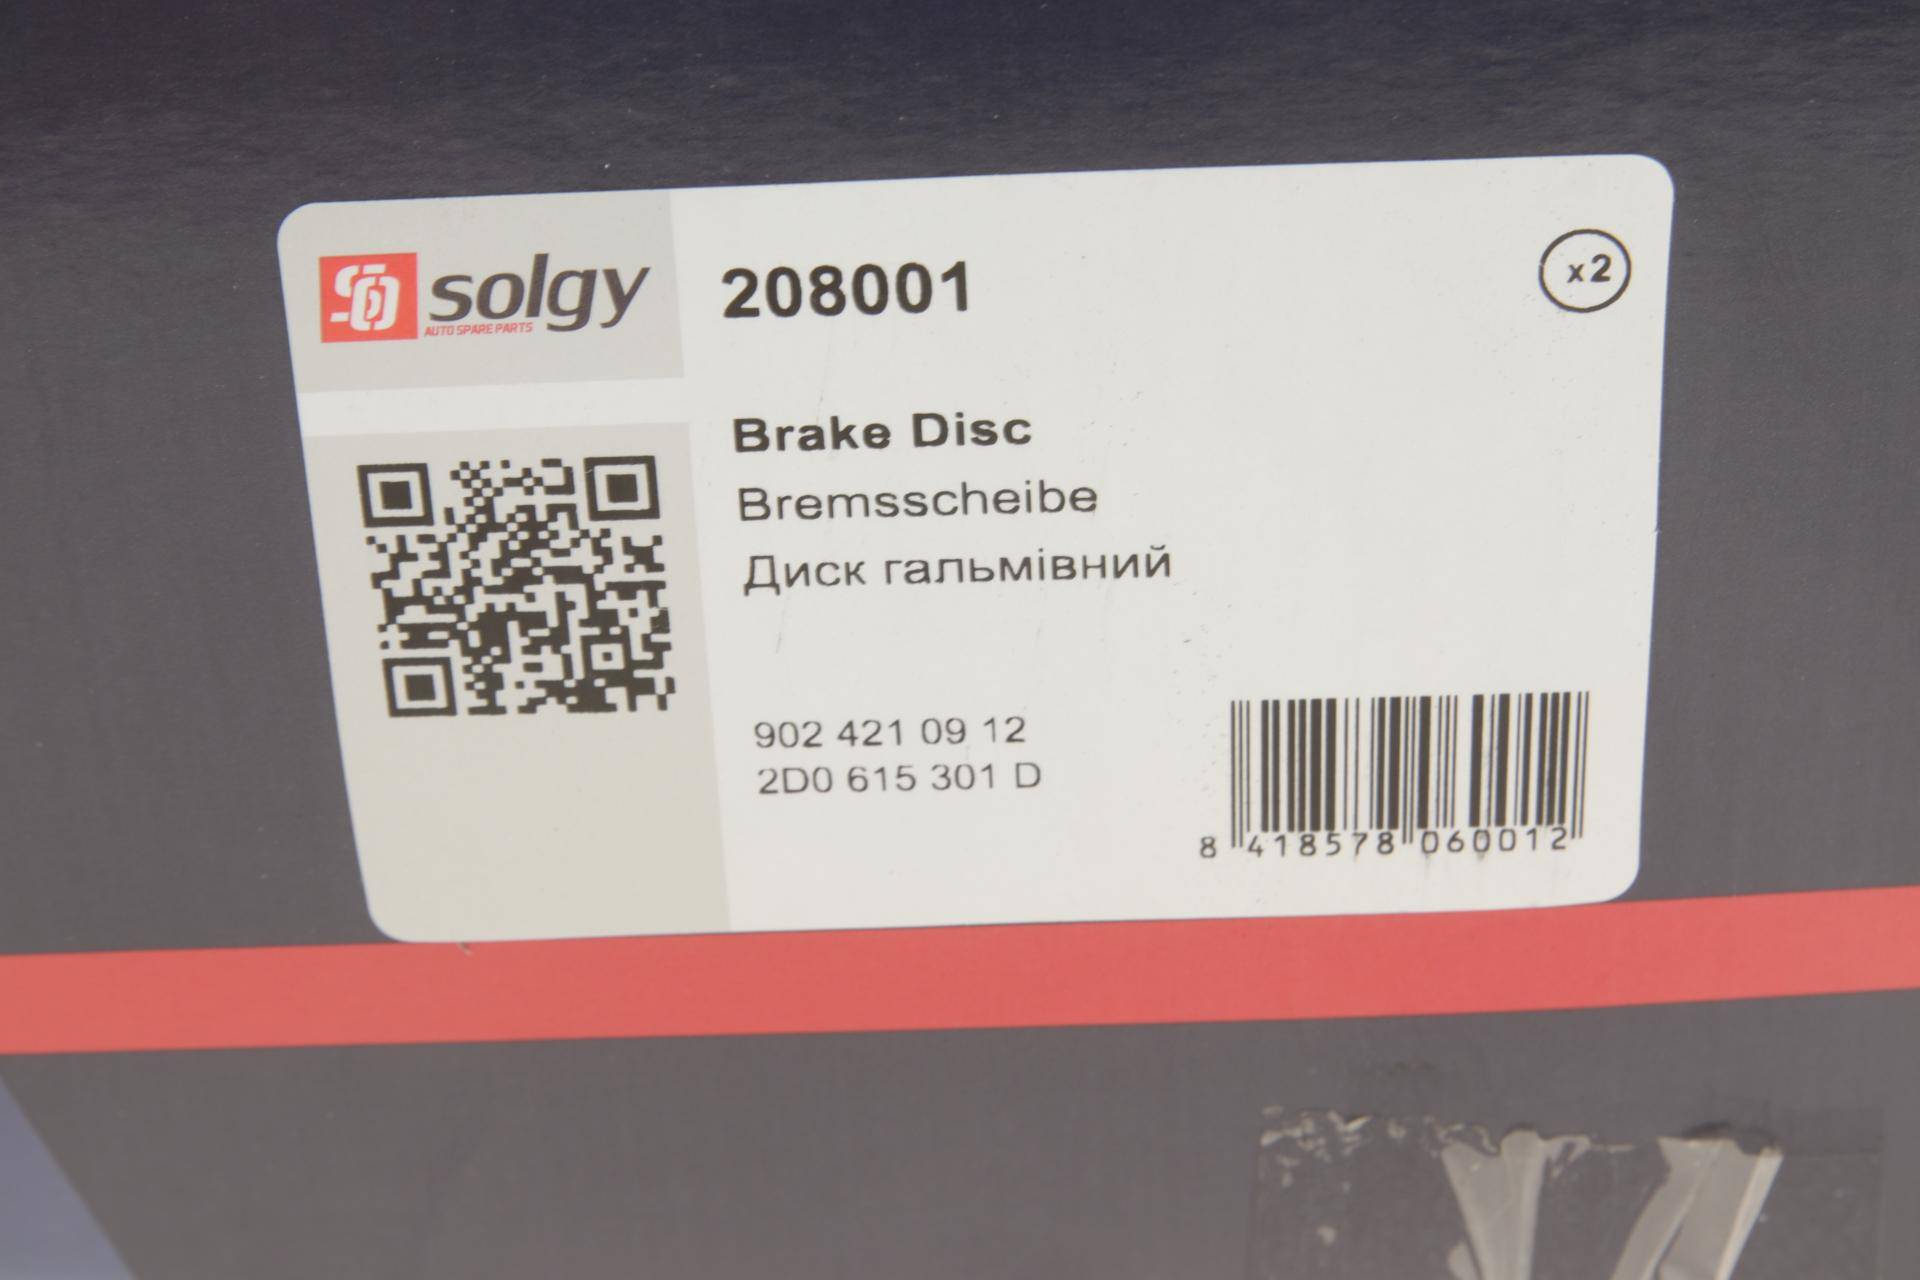 solgy
AUTO SPARE PARTS
208001
x2
Brake Disc
Bremsscheibe
Диск гальмівний
902 421 09 12
2D0 615 301 D
8 418578 060012